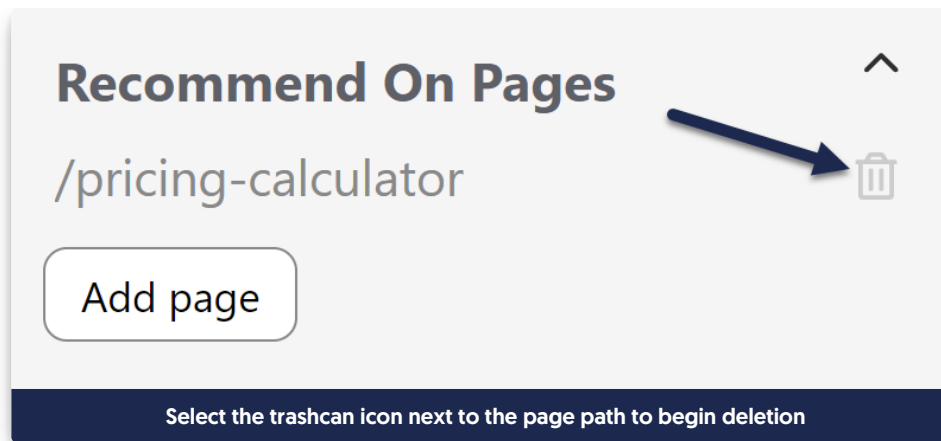 Recommend On Pages
/pricing-calculator
Add page
Select the trashcan icon next to the page path to begin deletion